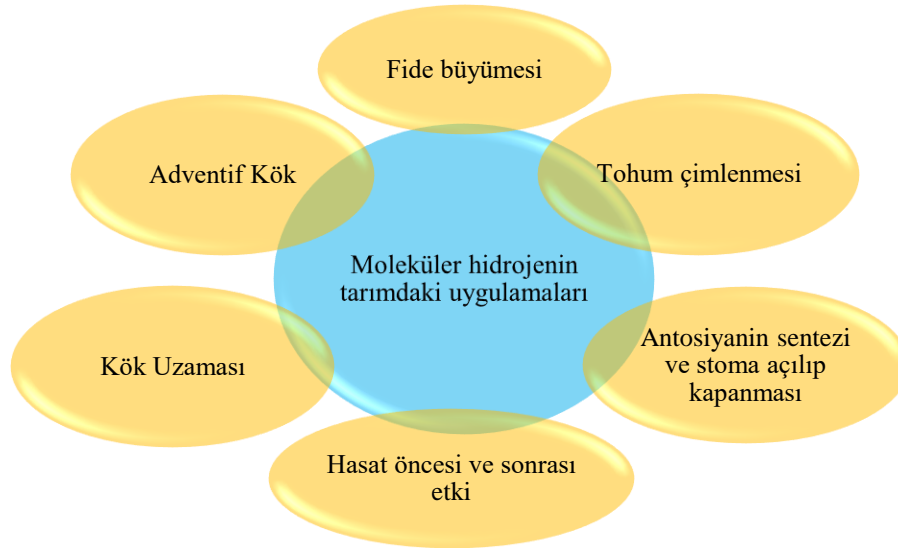 Fide büyümesi
Adventif Kök
Tohum çimlenmesi
Moleküler hidrojenin
tarımdaki uygulamaları
Kök Uzaması
Antosiyanin sentezi
ve stoma açılıp
kapanması
Hasat öncesi ve sonrası
etki